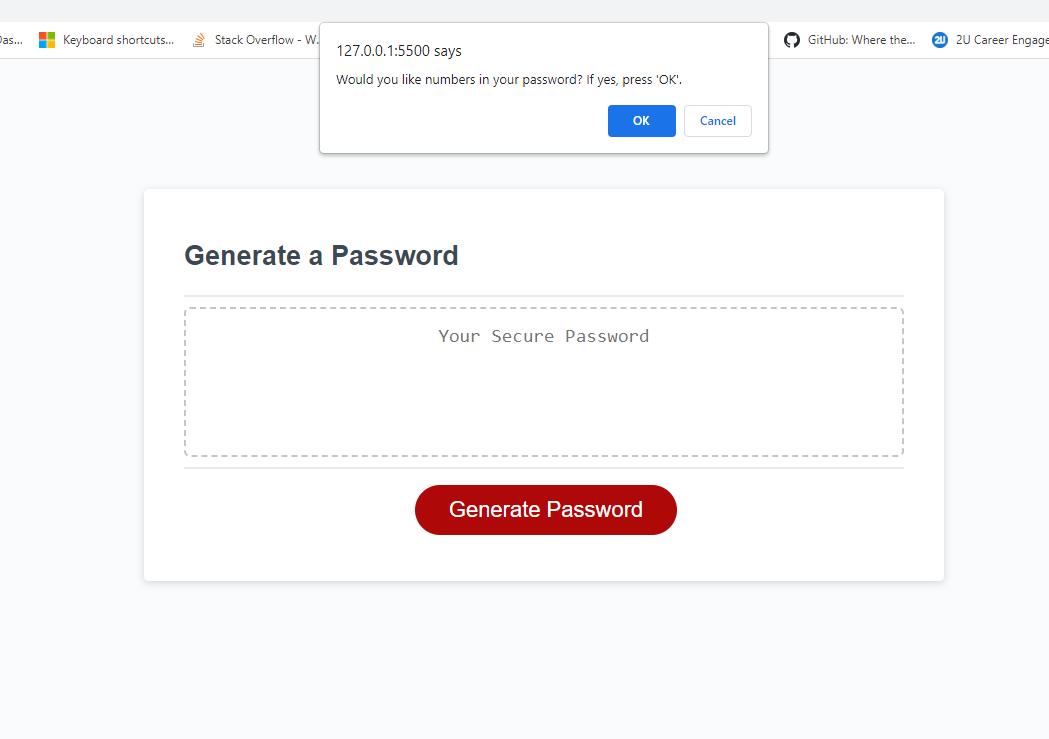 Das... Keyboard shortcuts... Stack Overflow - W. GitHub: Where the... 2U 2U Career Engage
127.0.0.1:5500 says
Would you like numbers in your password? If yes, press 'OK'.
OK Cancel
Generate a Password
Your Secure Password
Generate Password